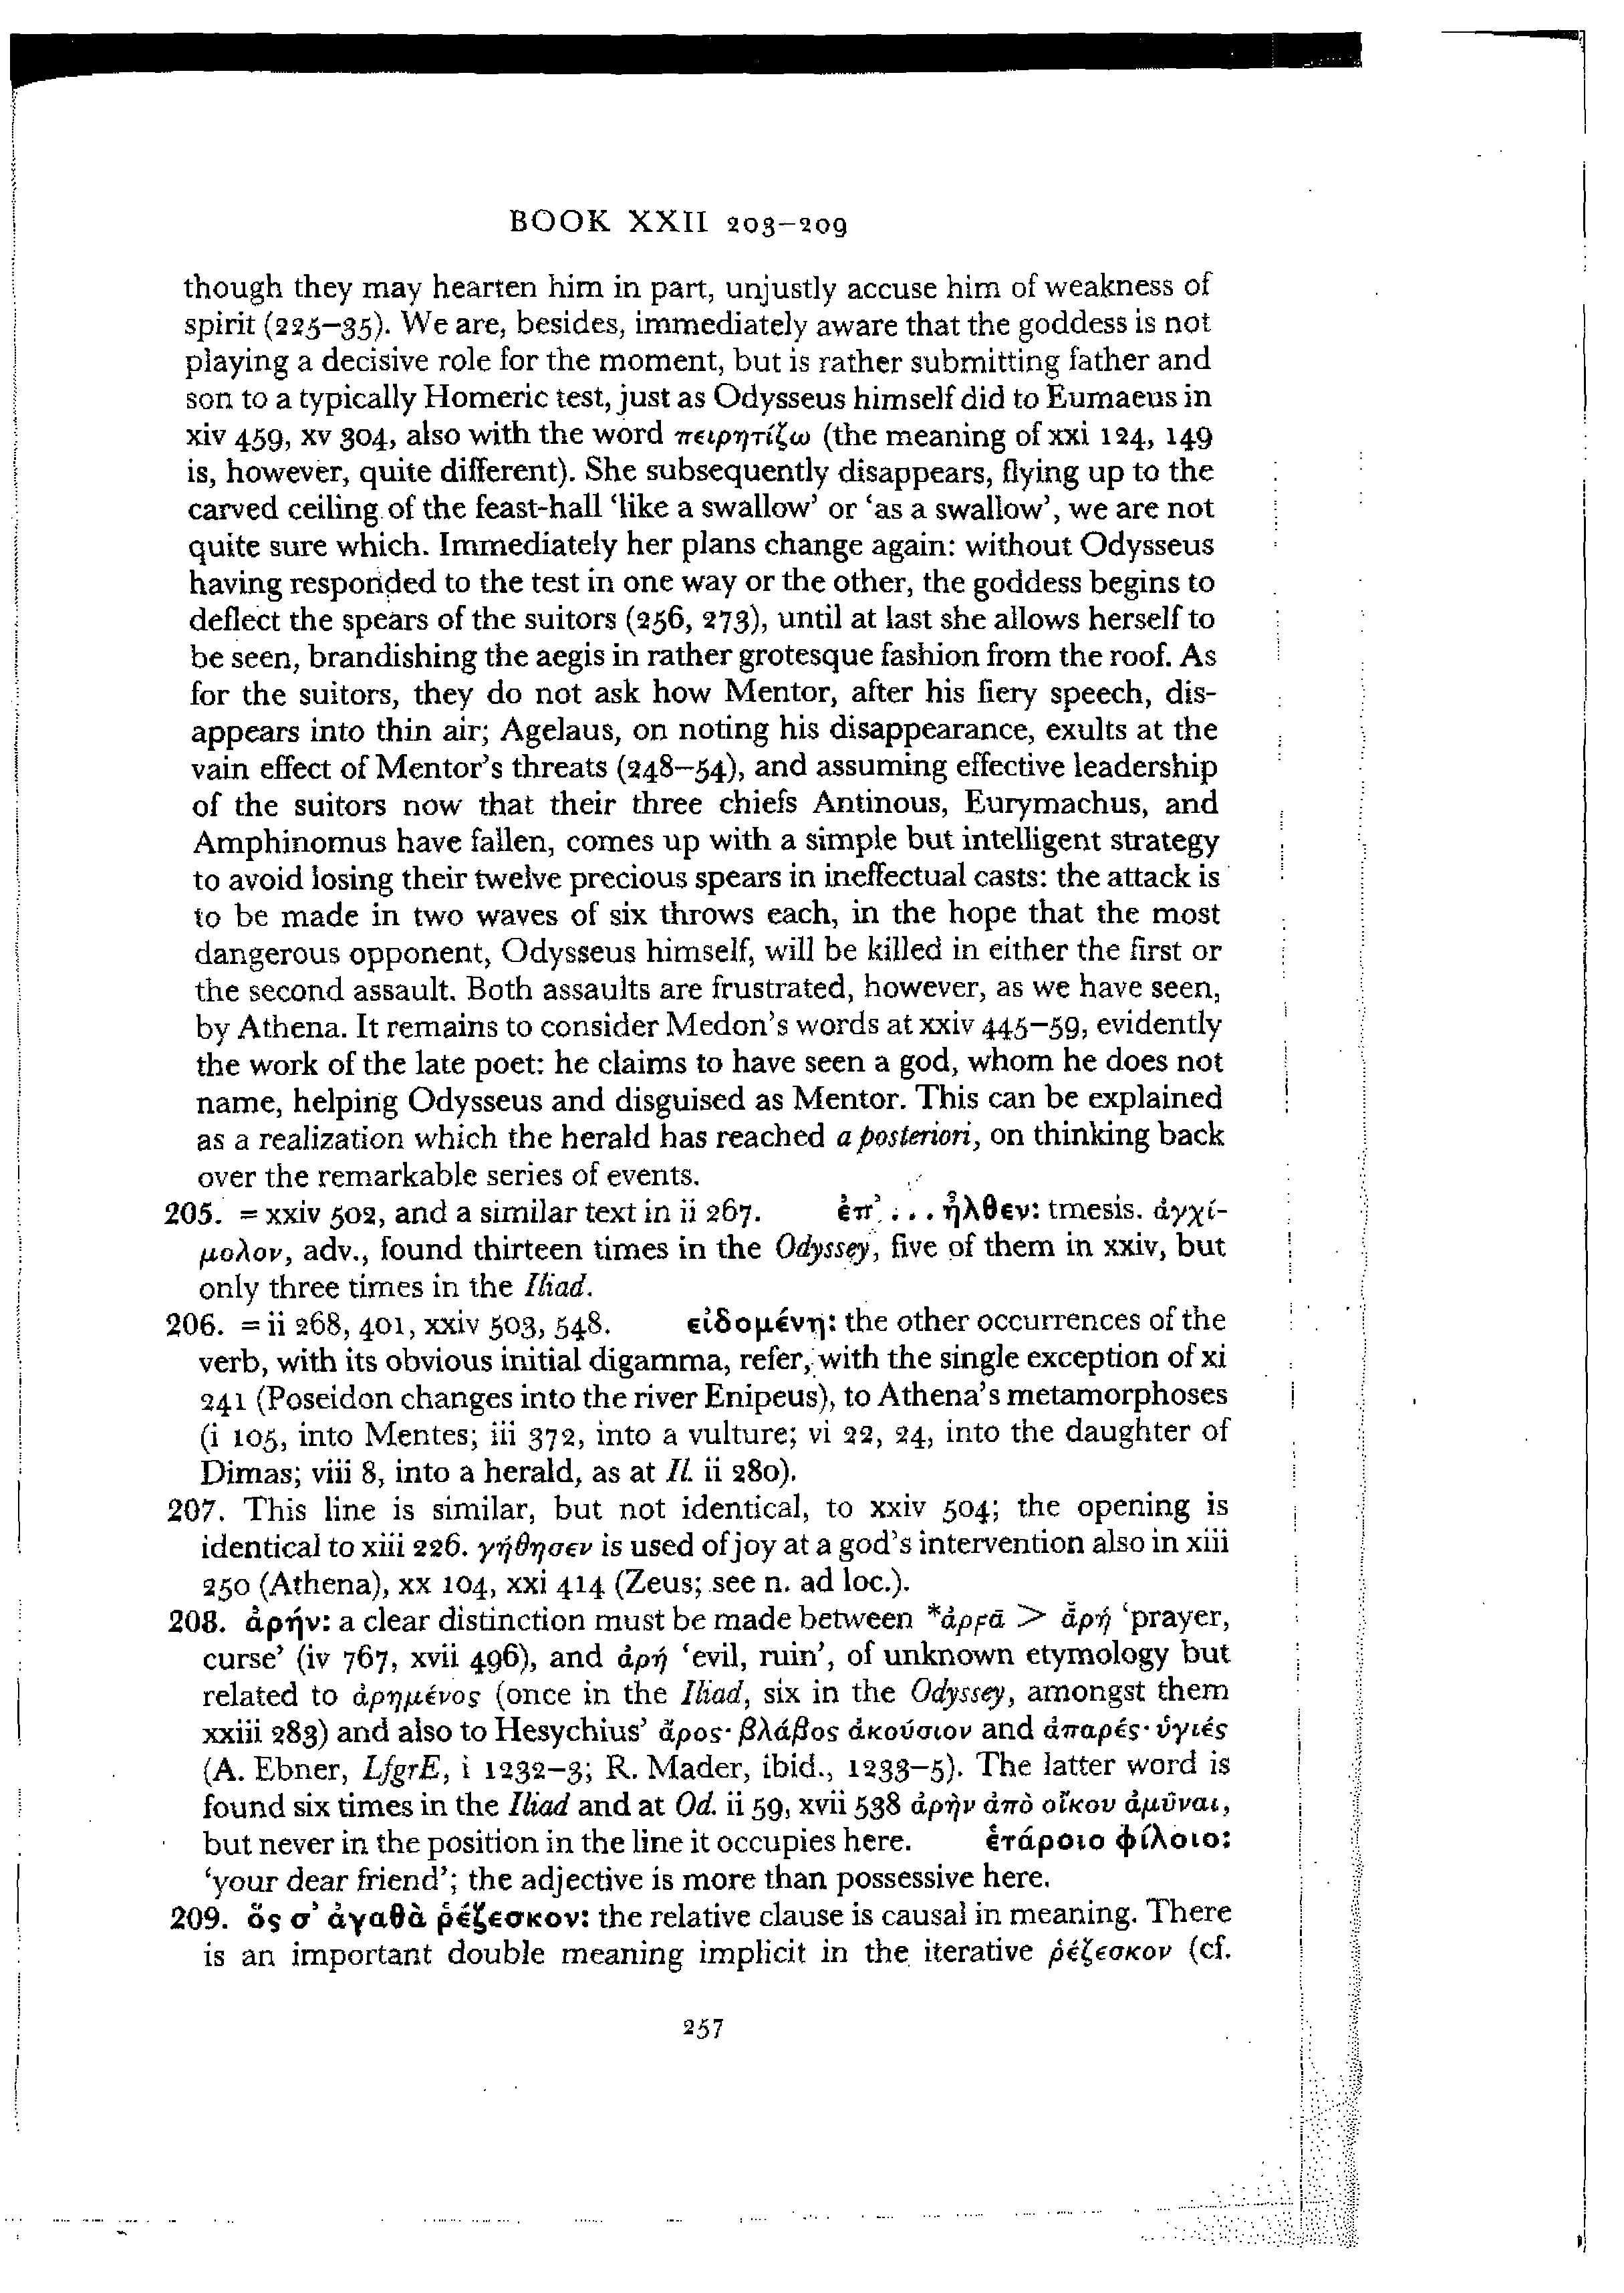 BOOK XXII 203–209
though they may hearten him in part, unjustly accuse him of weakness of
spirit (225–35). We are, besides, immediately aware that the goddess is not
playing a decisive role for the moment, but is rather submitting father and
son to a typically Homeric test, just as Odysseus himself did to Eumaeus in
xiv 459, xv 304, also with the word πειρητίζω (the meaning of xxi 124, 149
is, however, quite different). She subsequently disappears, flying up to the
carved ceiling of the feast-hall ‘like a swallow’ or ‘as a swallow’, we are not
quite sure which. Immediately her plans change again: without Odysseus
having responded to the test in one way or the other, the goddess begins to
deflect the spears of the suitors (256, 273), until at last she allows herself to
be seen, brandishing the aegis in rather grotesque fashion from the roof. As
for the suitors, they do not ask how Mentor, after his fiery speech, dis-
appears into thin air; Agelaus, on noting his disappearance, exults at the
vain effect of Mentor’s threats (248–54), and assuming effective leadership
of the suitors now that their three chiefs Antinous, Eurymachus, and
Amphinomus have fallen, comes up with a simple but intelligent strategy
to avoid losing their twelve precious spears in ineffectual casts: the attack is
to be made in two waves of six throws each, in the hope that the most
dangerous opponent, Odysseus himself, will be killed in either the first or
the second assault. Both assaults are frustrated, however, as we have seen,
by Athena. It remains to consider Medon’s words at xxiv 445–59, evidently
the work of the late poet: he claims to have seen a god, whom he does not
name, helping Odysseus and disguised as Mentor. This can be explained
as a realization which the herald has reached a posteriori, on thinking back
over the remarkable series of events.
205. = xxiv 502, and a similar text in ii 267. ἐπ’ . . . ἦλθεν: tmesis. ἀγχί-
μολον, adv., found thirteen times in the Odyssey, five of them in xxiv, but
only three times in the Iliad.
206. = ii 268, 401, xxiv 503, 548. εἰδομένη: the other occurrences of the
verb, with its obvious initial digamma, refer, with the single exception of xi
241 (Poseidon changes into the river Enipeus), to Athena’s metamorphoses
(i 105, into Mentes; iii 372, into a vulture; vi 22, 24, into the daughter of
Dimas; viii 8, into a herald, as at Il. ii 280).
207. This line is similar, but not identical, to xxiv 504; the opening is
identical to xiii 226. γήθησεν is used of joy at a god’s intervention also in xiii
250 (Athena), xx 104, xxi 414 (Zeus; see n. ad loc.).
208. ἀρήν: a clear distinction must be made between *ἀρϝᾱ > ἆρή ‘prayer,
curse’ (iv 767, xvii 496), and ἀρή ‘evil, ruin’, of unknown etymology but
related to ἀρημένος (once in the Iliad, six in the Odyssey, amongst them
xxiii 283) and also to Hesychius’ ἄρος· βλάβος ἀκούσιον and ἀπαρές· ὑγιές
(A. Ebner, LfgrE, i 1232–3; R. Mader, ibid., 1233–5). The latter word is
found six times in the Iliad and at Od. ii 59, xvii 538 ἀρὴν ἀπὸ οἴκου ἀμῦναι,
but never in the position in the line it occupies here. ἑτάροιο φίλοιο:
‘your dear friend’; the adjective is more than possessive here.
209. ὅς σ’ ἀγαθὰ ῥέζεσκον: the relative clause is causal in meaning. There
is an important double meaning implicit in the iterative ῥέζεσκον (cf.
257